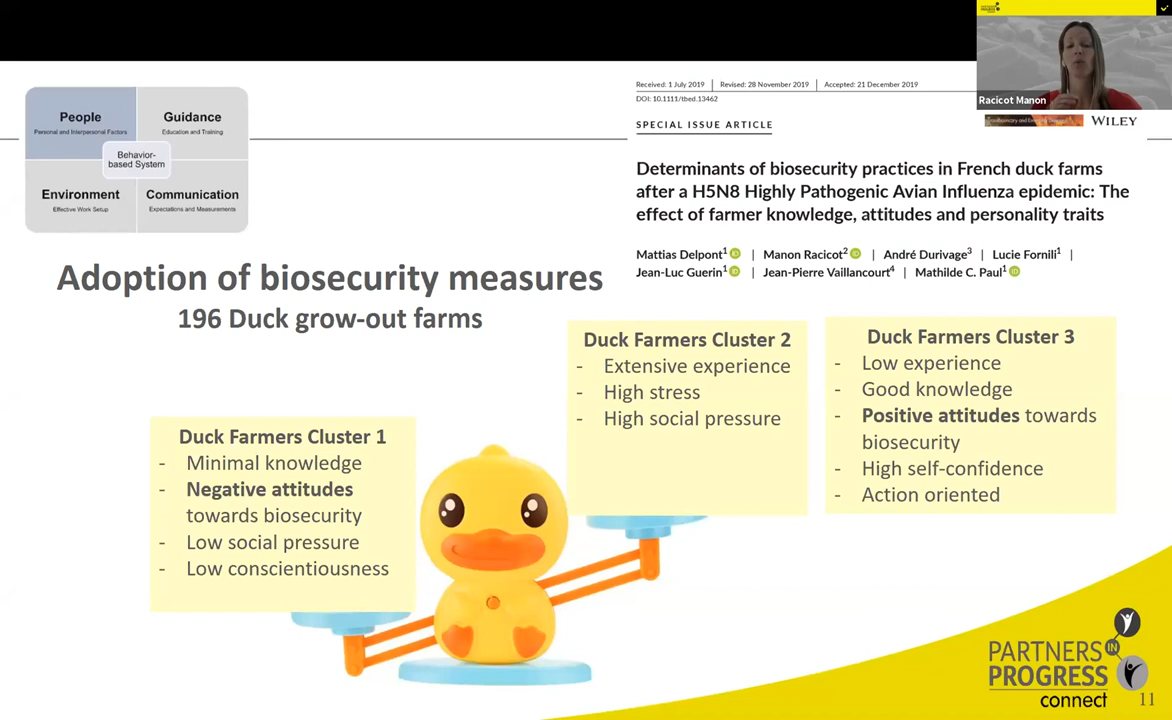 Racicot Manon
People
Personal and Interpersonal Factors
Guidance
Education and Training
Behavior-
based System
Environment
Effective Work Setup
Communication
Expectations and Measurements
Received: 1 July 2019 | Revised: 28 November 2019 | Accepted: 21 December 2019
DOI: 10.1111/tbed.13462
SPECIAL ISSUE ARTICLE
WILEY
Determinants of biosecurity practices in French duck farms
after a H5N8 Highly Pathogenic Avian Influenza epidemic: The
effect of farmer knowledge, attitudes and personality traits
Mattias Delpont1 | Manon Racicot2 | André Durivage3 | Lucie Fornili1 |
Jean-Luc Guerin1 | Jean-Pierre Vaillancourt4 | Mathilde C. Paul1
Adoption of biosecurity measures
196 Duck grow-out farms
Duck Farmers Cluster 1
- Minimal knowledge
- Negative attitudes
towards biosecurity
- Low social pressure
- Low conscientiousness
Duck Farmers Cluster 2
- Extensive experience
- High stress
- High social pressure
Duck Farmers Cluster 3
- Low experience
- Good knowledge
- Positive attitudes towards
biosecurity
- High self-confidence
- Action oriented
PARTNERS IN
PROGRESS
connect
11